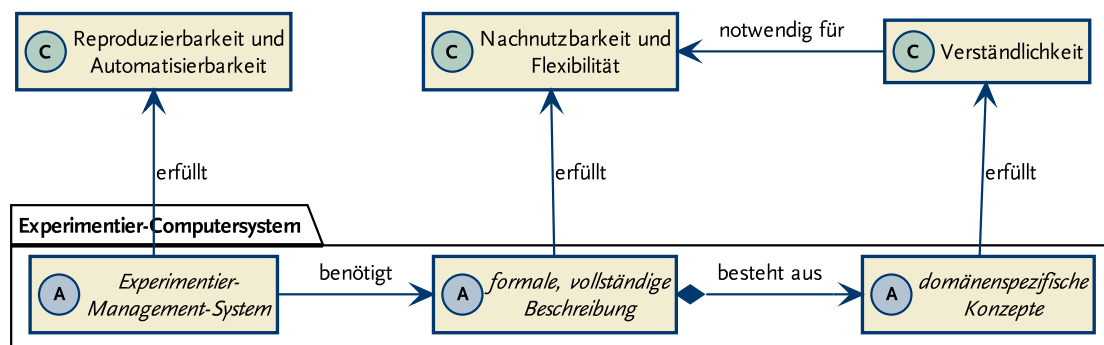 C
Reproduzierbarkeit und
Automatisierbarkeit
C
Nachnutzbarkeit und
Flexibilität
notwendig für
C
Verständlichkeit
erfüllt
erfüllt
erfüllt
Experimentier-Computersystem
A
Experimentier-
Management-System
benötigt
A
formale, vollständige
Beschreibung
besteht aus
A
domänenspezifische
Konzepte